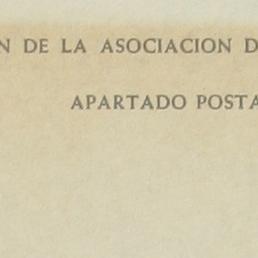 N DE LA ASOCIACION D
APARTADO POSTA